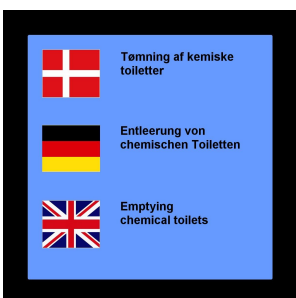 Tømning af kemiske
toiletter
Entleerung von
chemischen Toiletten
Emptying
chemical toilets